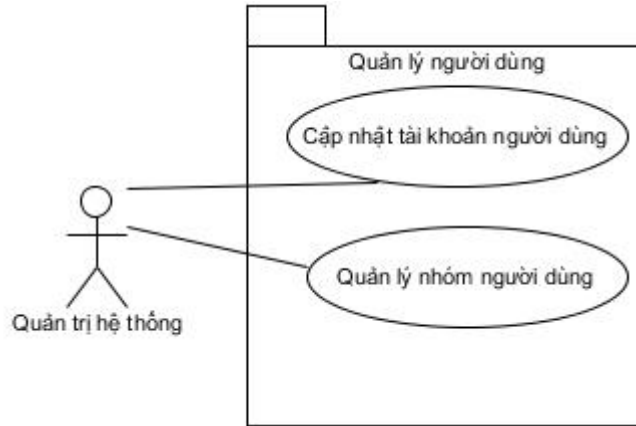 Quản lý người dùng
Cập nhật tài khoản người dùng
Quản lý nhóm người dùng
Quản trị hệ thống